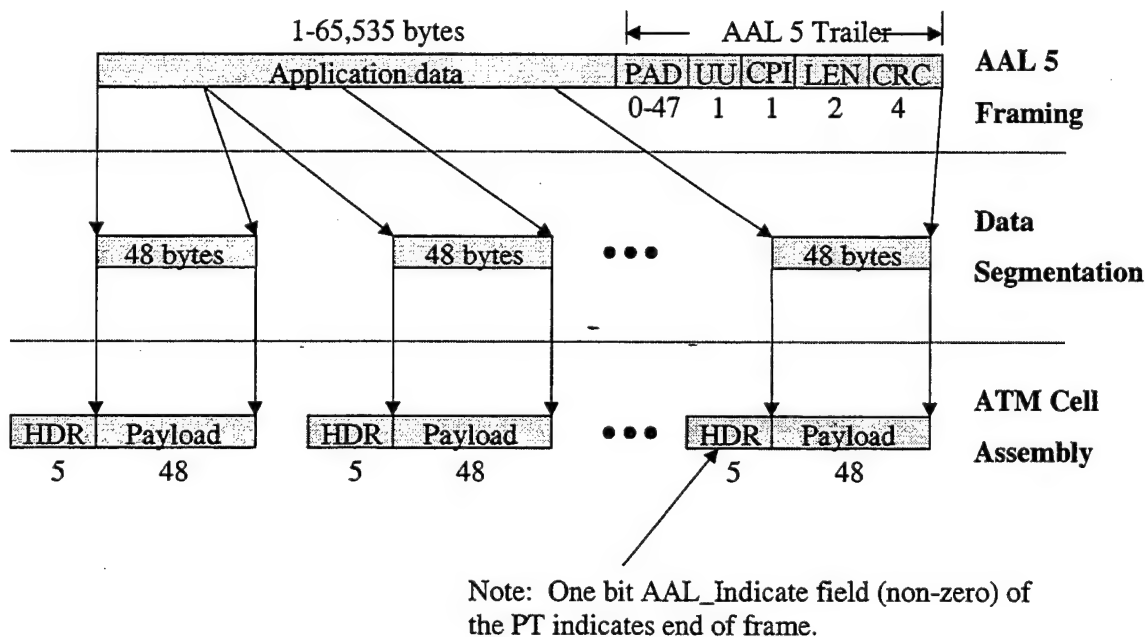 1-65,535 bytes
AAL 5 Trailer
AAL 5
Framing
Application data
PAD UU CPI LEN CRC
0-47 1 1 2 4
Data
Segmentation
48 bytes 48 bytes ••• 48 bytes
ATM Cell
Assembly
HDR Payload HDR Payload ••• HDR Payload
5 48 5 48 5 48
Note: One bit AAL_Indicate field (non-zero) of
the PT indicates end of frame.